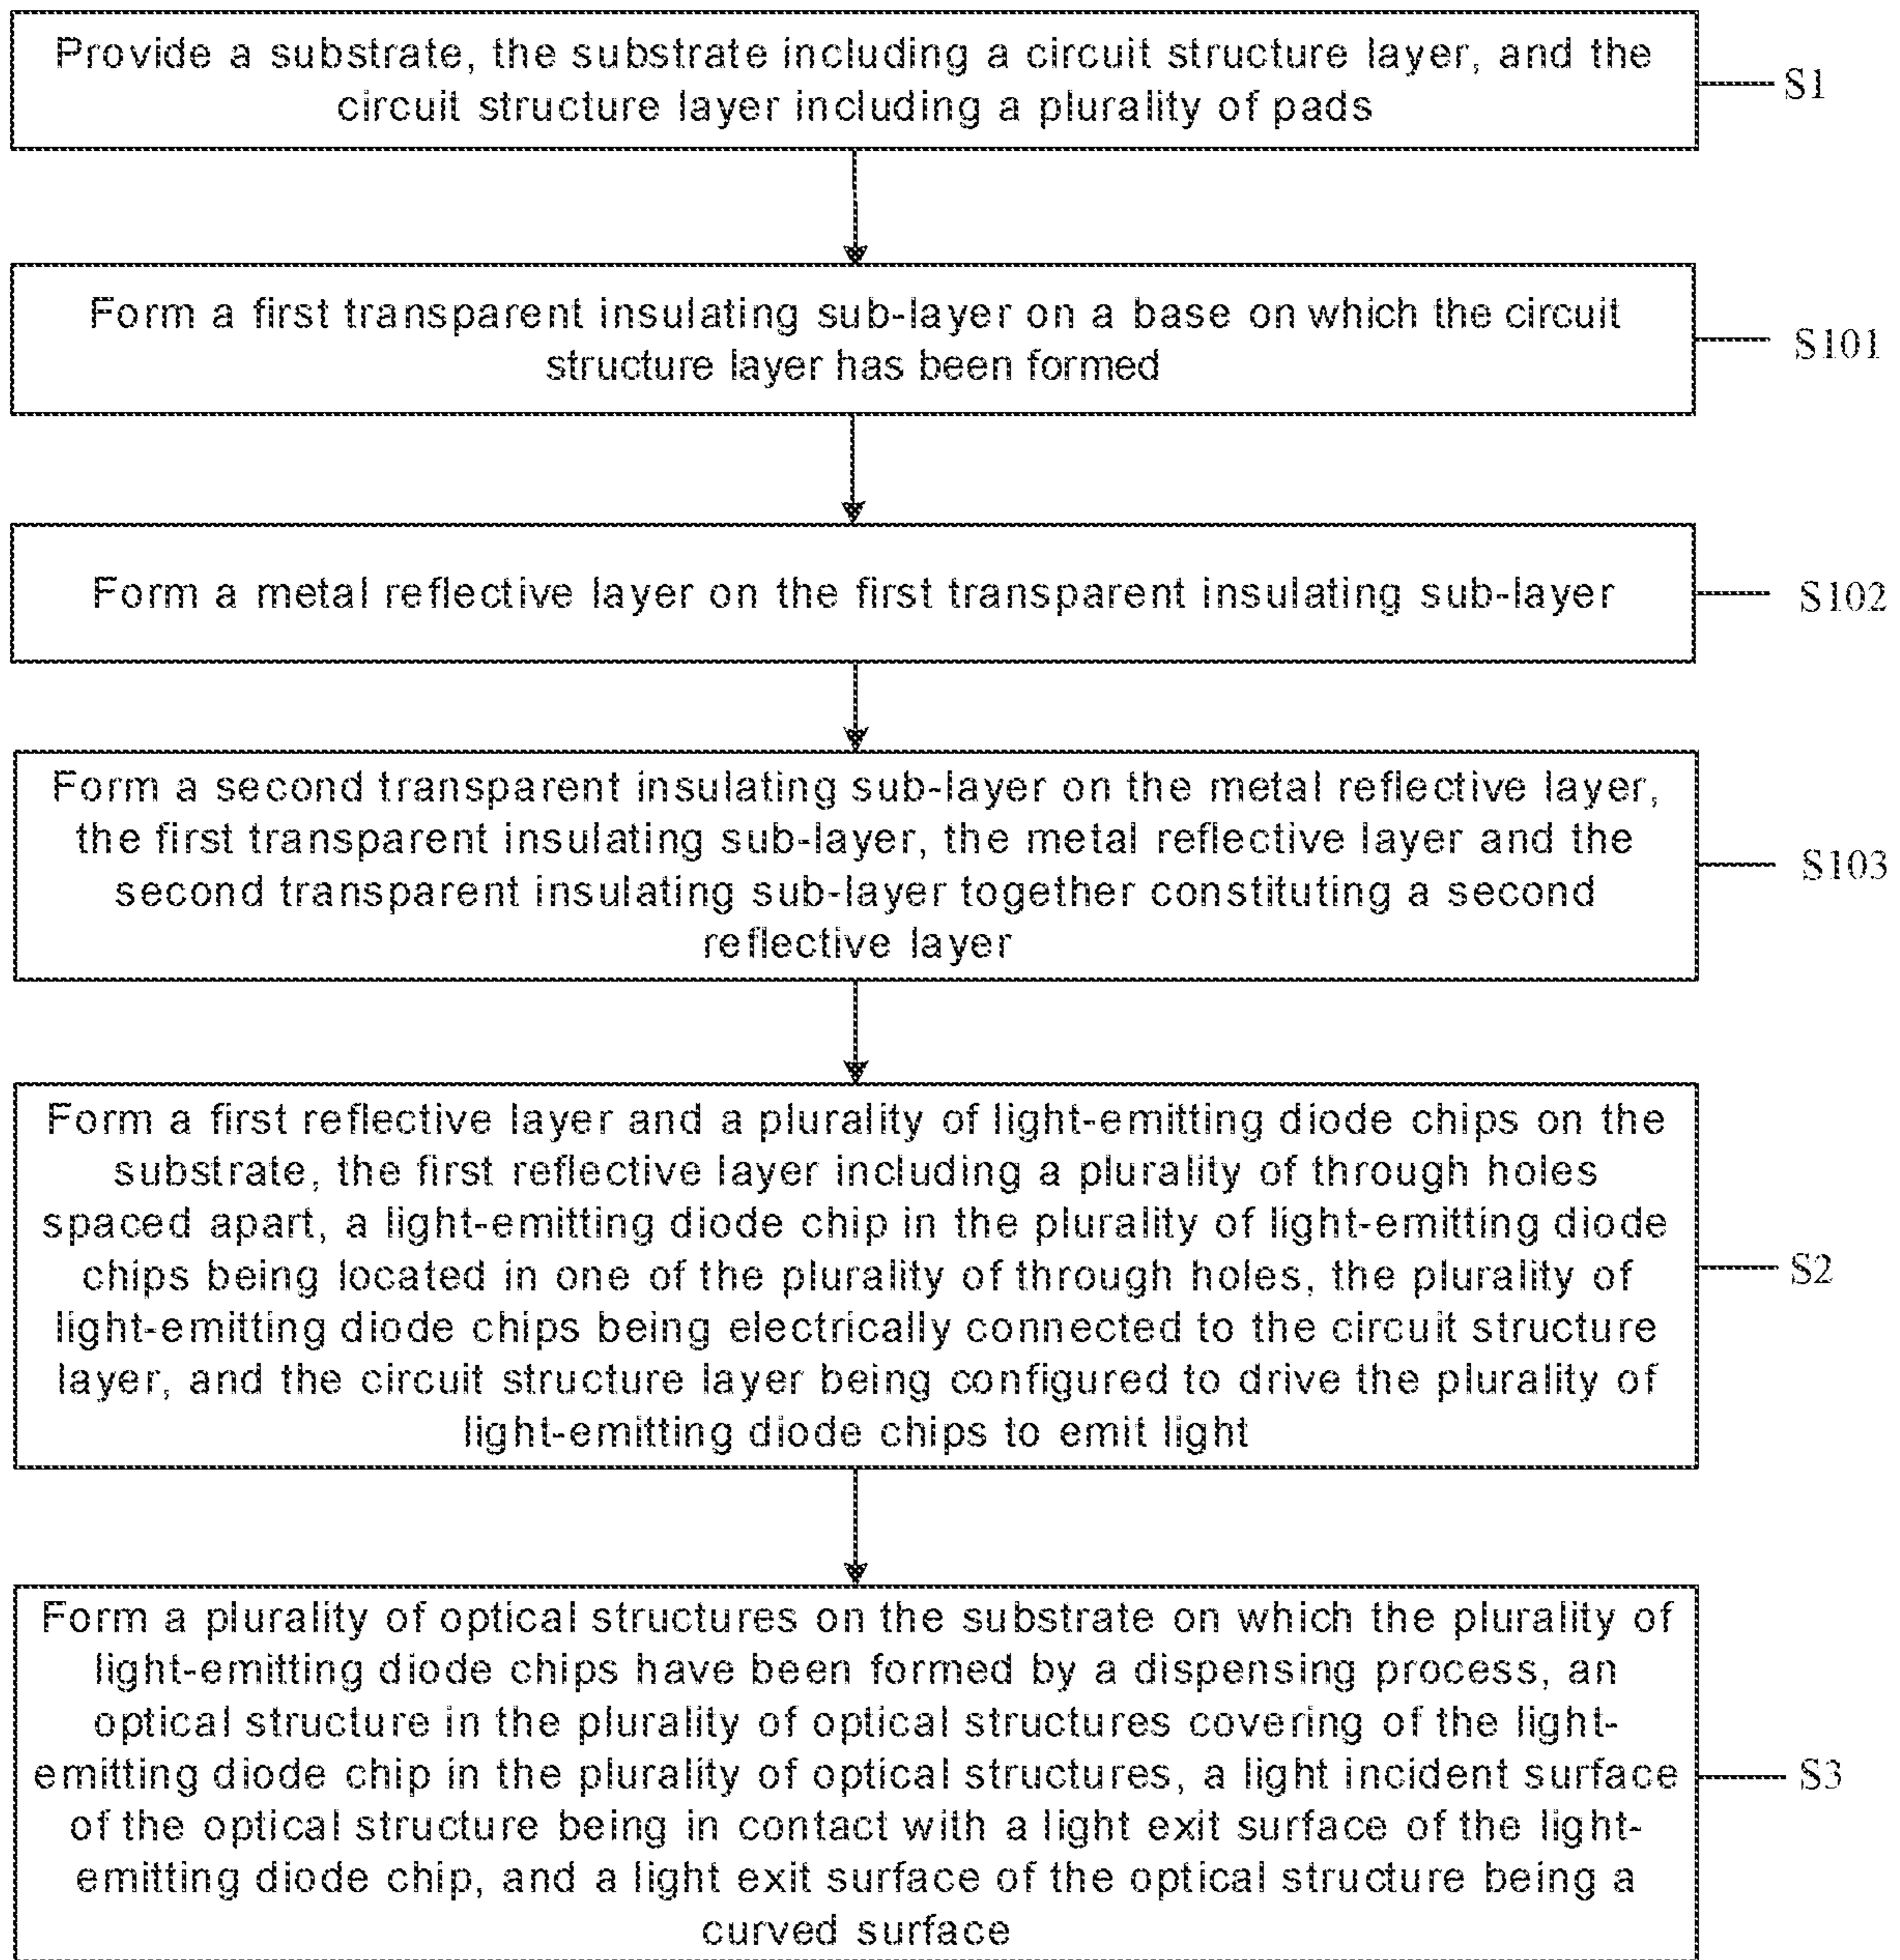 Provide a substrate, the substrate including a circuit structure layer, and the
circuit structure layer including a plurality of pads
S1
Form a first transparent insulating sub-layer on a base on which the circuit
structure layer has been formed
S101
Form a metal reflective layer on the first transparent insulating sub-layer
S102
Form a second transparent insulating sub-layer on the metal reflective layer,
the first transparent insulating sub-layer, the metal reflective layer and the
second transparent insulating sub-layer together constituting a second
reflective layer
S103
Form a first reflective layer and a plurality of light-emitting diode chips on the
substrate, the first reflective layer including a plurality of through holes
spaced apart, a light-emitting diode chip in the plurality of light-emitting diode
chips being located in one of the plurality of through holes, the plurality of
light-emitting diode chips being electrically connected to the circuit structure
layer, and the circuit structure layer being configured to drive the plurality of
light-emitting diode chips to emit light
S2
Form a plurality of optical structures on the substrate on which the plurality of
light-emitting diode chips have been formed by a dispensing process, an
optical structure in the plurality of optical structures covering of the light-
emitting diode chip in the plurality of optical structures, a light incident surface
of the optical structure being in contact with a light exit surface of the light-
emitting diode chip, and a light exit surface of the optical structure being a
curved surface
S3